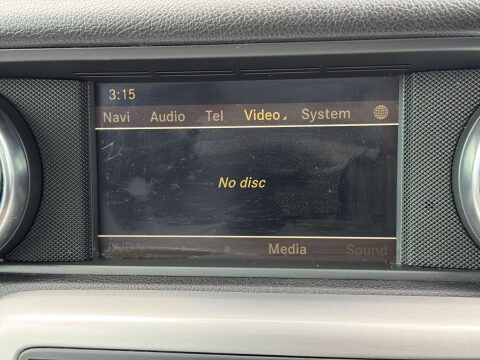 3:15
Navi Audio Tel Video System
No disc
Media Sound